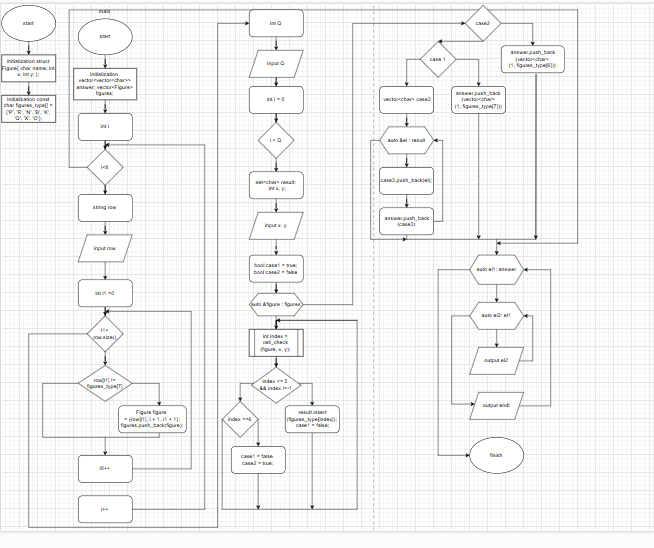 start
initialization struct
Figure{ char name; int
x; int y; };
initialization const
char figures_type[] =
{'P', 'R', 'N', 'B', 'K',
'Q', 'X', 'O'};
main
start
initialization
vector<vector<char>>
answer; vector<Figure>
figures;
int i
i<8
string row
input row
int i1 =0
i1<
row.size()
row[i1] !=
figures_type[7]
Figure figure
= {row[i1], i + 1, i1 + 1};
figures.push_back(figure);
i1++
i++
int Q
input Q
int i = 0
i < Q
set<char> result;
int x, y;
input x, y
bool case1 = true;
bool case2 = false
auto &figure : figures
int index =
cell_check
(figure, x, y);
index <= 5
&& index !=-1
index ==6
result.insert
(figures_type[index]);
case1 = false;
case1 = false
case2 = true;
case2
case 1
answer.push_back
(vector<char>
(1, figures_type[6]))
vector<char> case3
answer.push_back
(vector<char>
(1, figures_type[7]))
auto &el : result
case3.push_back(el);
answer.push_back
(case3)
auto el1: answer
auto el2: el1
output el2
output endl
finish